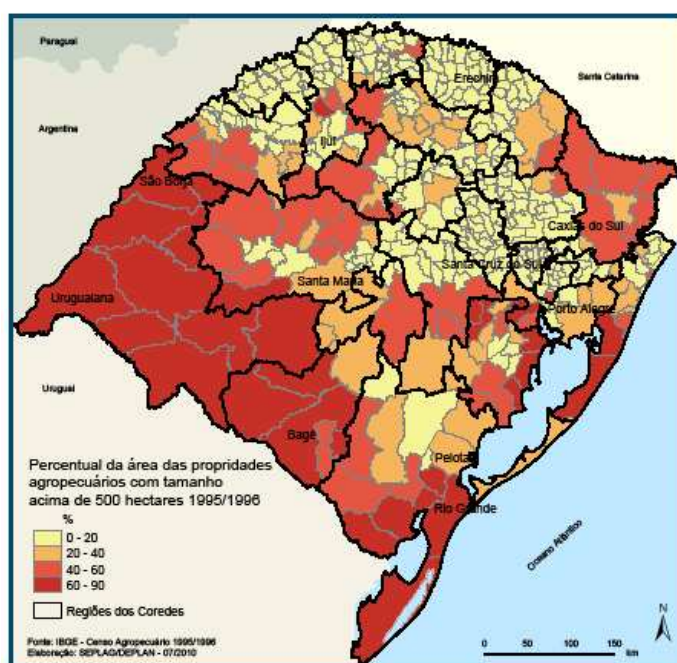 Paraguai
Santa Catarina
Erechim
Argentina
Ijuí
São Borja
Caxias do Sul
Santa Cruz do Sul
Santa Maria
Uruguaiana
Porto Alegre
Uruguai
Bagé
Pelotas
Rio Grande
Oceano Atlântico
Percentual da área das propridades
agropecuários com tamanho
acima de 500 hectares 1995/1996
%
0 - 20
20 - 40
40 - 60
60 - 90
Regiões dos Coredes
N
Fonte: IBGE - Censo Agropecuário 1995/1996
Elaboração: SEPLAG/DEPLAN - 07/2010
0 50 100 150
km